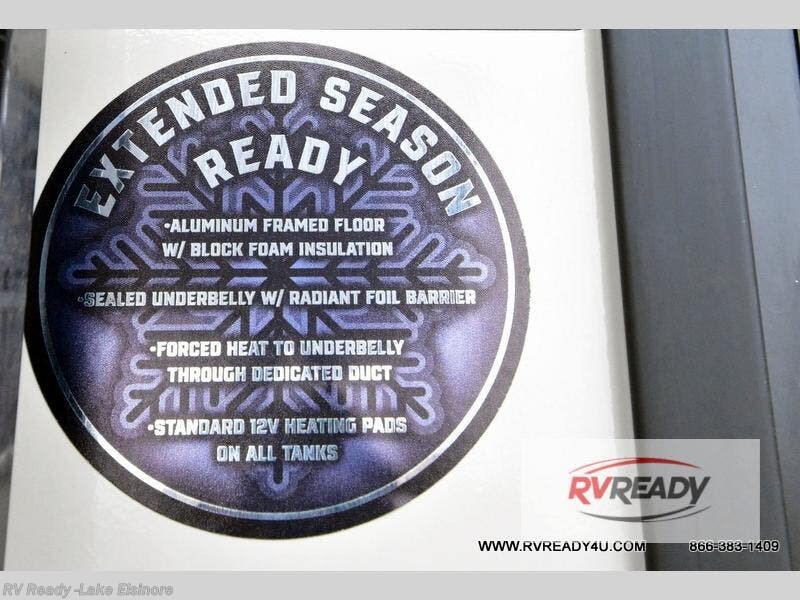 EXTENDED SEASON
READY
•ALUMINUM FRAMED FLOOR
W/ BLOCK FOAM INSULATION
•SEALED UNDERBELLY W/ RADIANT FOIL BARRIER
•FORCED HEAT TO UNDERBELLY
THROUGH DEDICATED DUCT
•STANDARD 12V HEATING PADS
ON ALL TANKS
RVREADY
WWW.RVREADY4U.COM 866-383-1409
RV Ready -Lake Elsinore